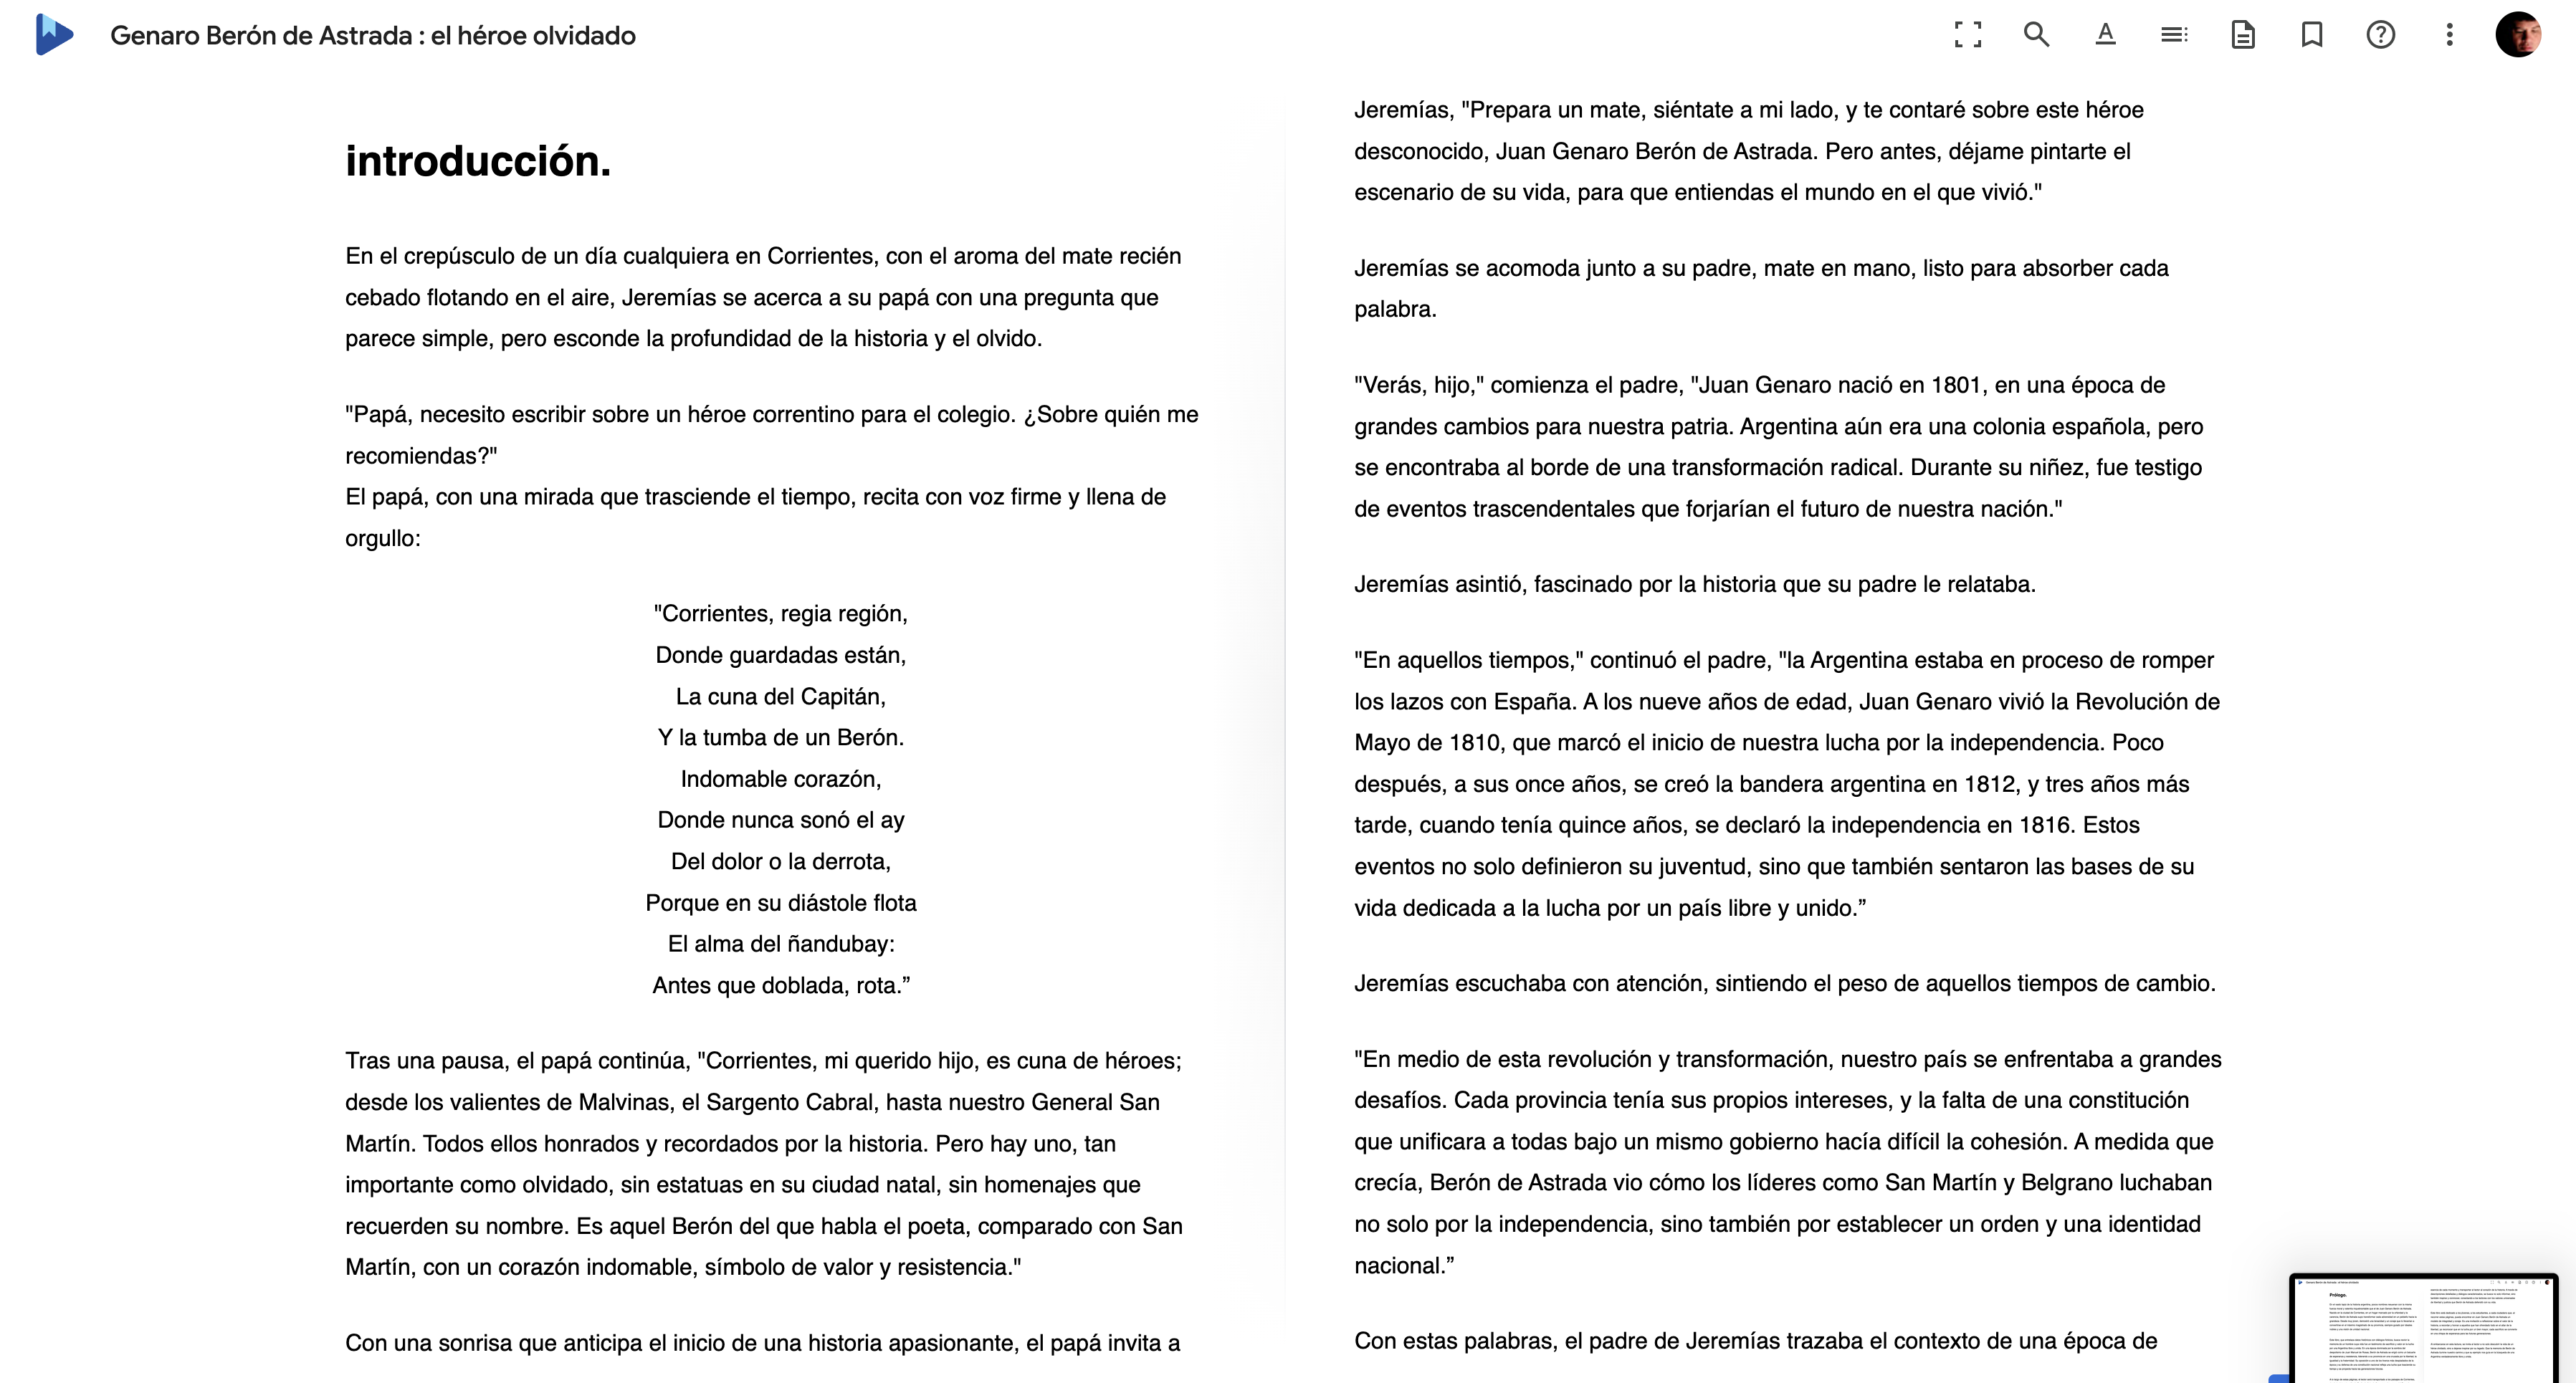 Genaro Berón de Astrada : el héroe olvidado
introducción.
En el crepúsculo de un día cualquiera en Corrientes, con el aroma del mate recién
cebado flotando en el aire, Jeremías se acerca a su papá con una pregunta que
parece simple, pero esconde la profundidad de la historia y el olvido.
"Papá, necesito escribir sobre un héroe correntino para el colegio. ¿Sobre quién me
recomiendas?"
El papá, con una mirada que trasciende el tiempo, recita con voz firme y llena de
orgullo:
"Corrientes, regia región,
Donde guardadas están,
La cuna del Capitán,
Y la tumba de un Berón.
Indomable corazón,
Donde nunca sonó el ay
Del dolor o la derrota,
Porque en su diástole flota
El alma del ñandubay:
Antes que doblada, rota.”
Tras una pausa, el papá continúa, "Corrientes, mi querido hijo, es cuna de héroes;
desde los valientes de Malvinas, el Sargento Cabral, hasta nuestro General San
Martín. Todos ellos honrados y recordados por la historia. Pero hay uno, tan
importante como olvidado, sin estatuas en su ciudad natal, sin homenajes que
recuerden su nombre. Es aquel Berón del que habla el poeta, comparado con San
Martín, con un corazón indomable, símbolo de valor y resistencia."
Con una sonrisa que anticipa el inicio de una historia apasionante, el papá invita a
Jeremías, "Prepara un mate, siéntate a mi lado, y te contaré sobre este héroe
desconocido, Juan Genaro Berón de Astrada. Pero antes, déjame pintarte el
escenario de su vida, para que entiendas el mundo en el que vivió."
Jeremías se acomoda junto a su padre, mate en mano, listo para absorber cada
palabra.
"Verás, hijo," comienza el padre, "Juan Genaro nació en 1801, en una época de
grandes cambios para nuestra patria. Argentina aún era una colonia española, pero
se encontraba al borde de una transformación radical. Durante su niñez, fue testigo
de eventos trascendentales que forjarían el futuro de nuestra nación."
Jeremías asintió, fascinado por la historia que su padre le relataba.
"En aquellos tiempos," continuó el padre, "la Argentina estaba en proceso de romper
los lazos con España. A los nueve años de edad, Juan Genaro vivió la Revolución de
Mayo de 1810, que marcó el inicio de nuestra lucha por la independencia. Poco
después, a sus once años, se creó la bandera argentina en 1812, y tres años más
tarde, cuando tenía quince años, se declaró la independencia en 1816. Estos
eventos no solo definieron su juventud, sino que también sentaron las bases de su
vida dedicada a la lucha por un país libre y unido.”
Jeremías escuchaba con atención, sintiendo el peso de aquellos tiempos de cambio.
"En medio de esta revolución y transformación, nuestro país se enfrentaba a grandes
desafíos. Cada provincia tenía sus propios intereses, y la falta de una constitución
que unificara a todas bajo un mismo gobierno hacía difícil la cohesión. A medida que
crecía, Berón de Astrada vio cómo los líderes como San Martín y Belgrano luchaban
no solo por la independencia, sino también por establecer un orden y una identidad
nacional.”
Con estas palabras, el padre de Jeremías trazaba el contexto de una época de
Prólogo.